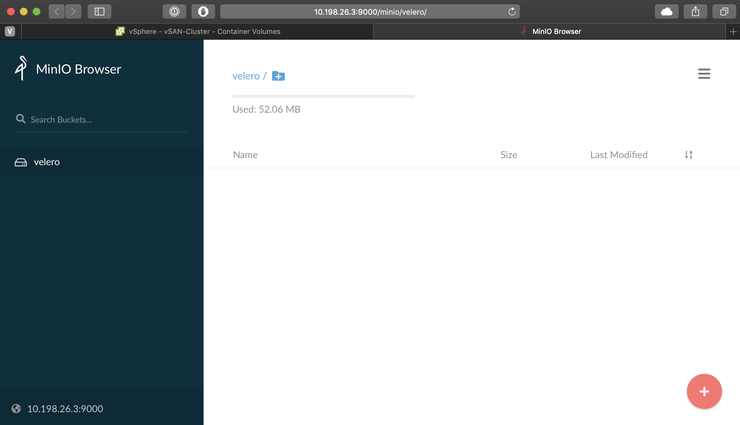 10.198.26.3:9000/minio/velero/
V
vSphere - vSAN-Cluster - Container Volumes
MinIO Browser
MinIO Browser
velero /
Used: 52.06 MB
Search Buckets...
Name Size Last Modified
velero
10.198.26.3:9000